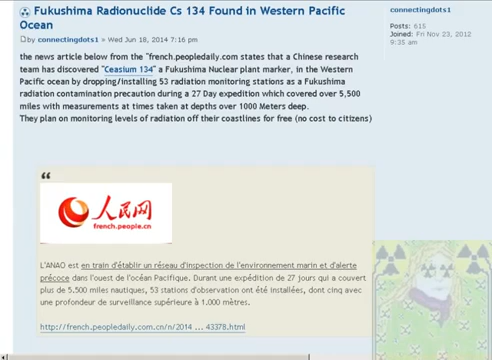 Fukushima Radionuclide Cs 134 Found in Western Pacific
Ocean
by connectingdots1 » Wed Jun 18, 2014 7:16 pm
connectingdots1
Posts: 615
Joined: Fri Nov 23, 2012
9:35 am
the news article below from the "french.peopledaily.com states that a Chinese research
team has discovered "Ceasium 134" a Fukushima Nuclear plant marker, in the Western
Pacific ocean by dropping/installing 53 radiation monitoring stations as a Fukushima
radiation contamination precaution during a 27 Day expedition which covered over 5,500
miles with measurements at times taken at depths over 1000 Meters deep.
They plan on monitoring levels of radiation off their coastlines for free (no cost to citizens)
人民网
french.people.cn
L'ANAO est en train d'établir un réseau d'inspection de l'environnement marin et d'alerte
précoce dans l'ouest de l'océan Pacifique. Durant une expédition de 27 jours qui a couvert
plus de 5.500 miles nautiques, 53 stations d'observation ont été installées, dont cinq avec
une profondeur de surveillance supérieure à 1.000 mètres.
http://french.peopledaily.com.cn/n/2014 ... 43378.html